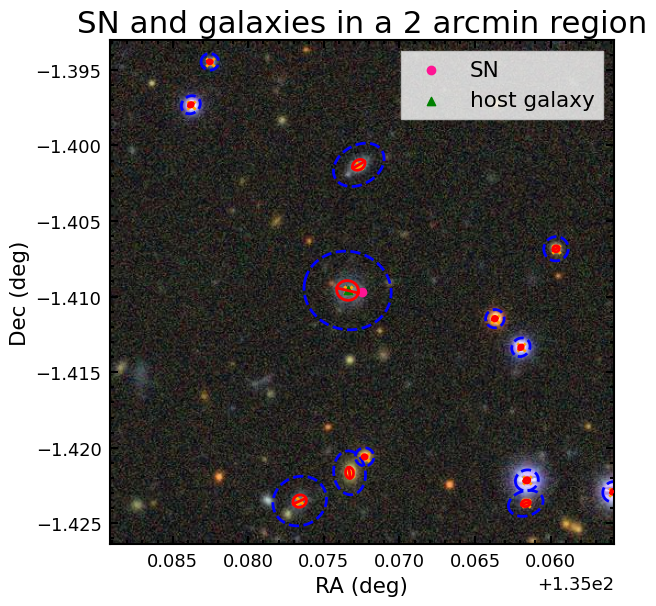 SN and galaxies in a 2 arcmin region
SN
host galaxy
−1.395
−1.400
−1.405
−1.410
−1.415
−1.420
−1.425
Dec (deg)
0.085 0.080 0.075 0.070 0.065 0.060
RA (deg)
+1.35e2